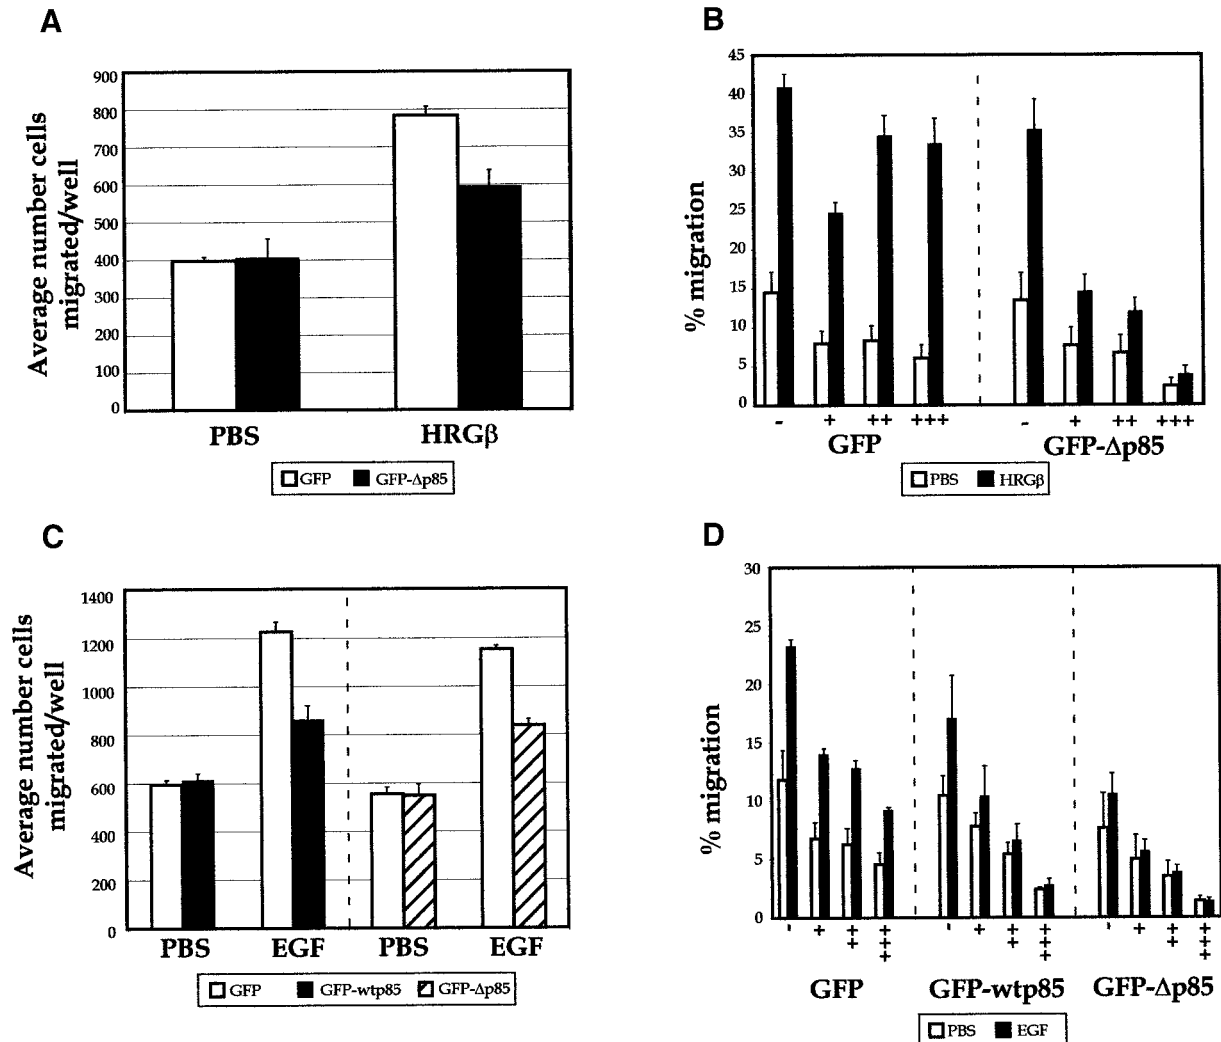 A
Average number cells
migrated/well
900
800
700
600
500
400
300
200
100
0
PBS HRGβ
GFP GFP-Δp85
B
% migration
45
40
35
30
25
20
15
10
5
0
- + ++ +++ - + ++ +++
GFP GFP-Δp85
PBS HRGβ
C
Average number cells
migrated/well
1400
1200
1000
800
600
400
200
0
PBS EGF PBS EGF
GFP GFP-wtp85 GFP-Δp85
D
% migration
30
25
20
15
10
5
0
- + ++ +++ - + ++ +++ - + ++ +++
GFP GFP-wtp85 GFP-Δp85
PBS EGF